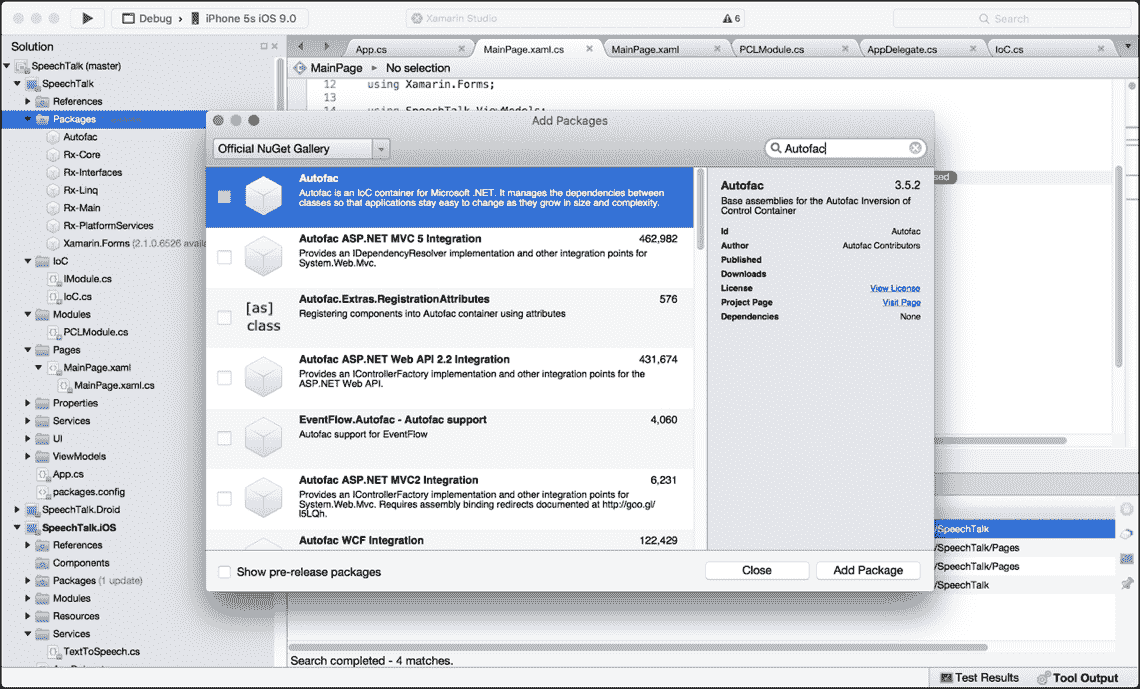 Debug › iPhone 5s iOS 9.0
Xamarin Studio
6
Search
Solution
App.cs
MainPage.xaml.cs
MainPage.xaml
PCLModule.cs
AppDelegate.cs
IoC.cs
MainPage
No selection
12 using Xamarin.Forms;
13
14 using SpeechTalk.ViewModels;
SpeechTalk (master)
SpeechTalk
References
Packages
Autofac
Rx-Core
Rx-Interfaces
Rx-Linq
Rx-Main
Rx-PlatformServices
Xamarin.Forms (2.1.0.6526 availa
IoC
IModule.cs
IoC.cs
Modules
PCLModule.cs
Pages
MainPage.xaml
MainPage.xaml.cs
Properties
Services
UI
ViewModels
App.cs
packages.config
SpeechTalk.Droid
SpeechTalk.iOS
References
Components
Packages (1 update)
Modules
Resources
Services
TextToSpeech.cs
Add Packages
Official NuGet Gallery
Autofac
Autofac
Autofac is an IoC container for Microsoft .NET. It manages the dependencies between
classes so that applications stay easy to change as they grow in size and complexity.
Autofac ASP.NET MVC 5 Integration 462,982
Provides an IDependencyResolver implementation and other integration points for
System.Web.Mvc.
[as]
class
Autofac.Extras.RegistrationAttributes 576
Registering components into Autofac container using attributes
Autofac ASP.NET Web API 2.2 Integration 431,674
Provides an IControllerFactory implementation and other integration points for the
ASP.NET Web API.
EventFlow.Autofac - Autofac support 4,060
Autofac support for EventFlow
Autofac ASP.NET MVC2 Integration 6,231
Provides an IControllerFactory implementation and other integration points for
System.Web.Mvc. Requires assembly binding redirects documented at http://goo.gl/
l5LQh.
Autofac WCF Integration 122,429
Autofac 3.5.2
Base assemblies for the Autofac Inversion of
Control Container
Id Autofac
Author Autofac Contributors
Published
Downloads
License View License
Project Page Visit Page
Dependencies None
Show pre-release packages
Close
Add Package
sed
/SpeechTalk
/SpeechTalk/Pages
/SpeechTalk/Pages
/SpeechTalk
Search completed - 4 matches.
Test Results
Tool Output